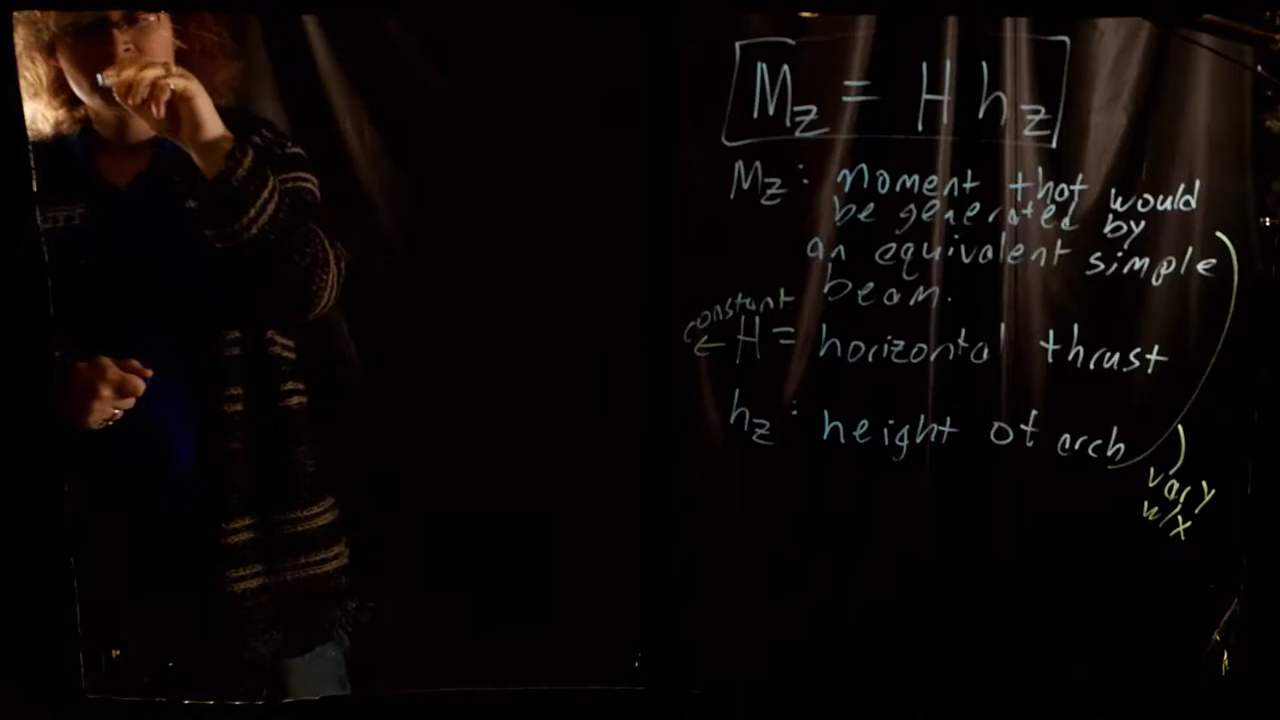 Mz = H hz
Mz: moment that would
be generated by
an equivalent simple
beam.
constant
← H = horizontal thrust
hz: height of arch
vary
w/x